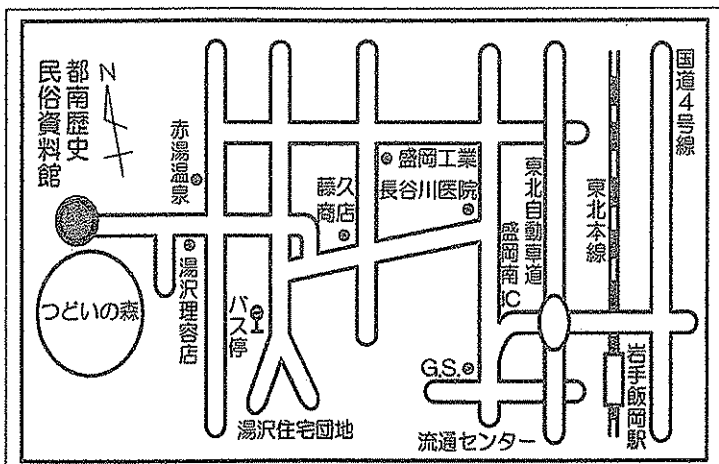 N
都南歴史
民俗資料館
赤湯温泉
藤久
商店
盛岡工業
長谷川医院
東北自動車道
盛岡南IC
東北本線
国道4号線
つどいの森
湯沢理容店
バス停
G.S.
岩手飯岡駅
湯沢住宅団地
流通センター